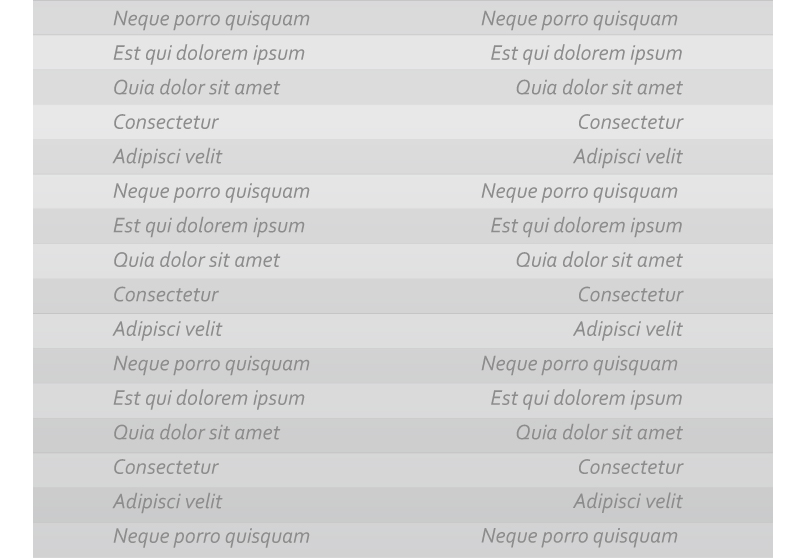 Neque porro quisquam Neque porro quisquam
Est qui dolorem ipsum Est qui dolorem ipsum
Quia dolor sit amet Quia dolor sit amet
Consectetur Consectetur
Adipisci velit Adipisci velit
Neque porro quisquam Neque porro quisquam
Est qui dolorem ipsum Est qui dolorem ipsum
Quia dolor sit amet Quia dolor sit amet
Consectetur Consectetur
Adipisci velit Adipisci velit
Neque porro quisquam Neque porro quisquam
Est qui dolorem ipsum Est qui dolorem ipsum
Quia dolor sit amet Quia dolor sit amet
Consectetur Consectetur
Adipisci velit Adipisci velit
Neque porro quisquam Neque porro quisquam